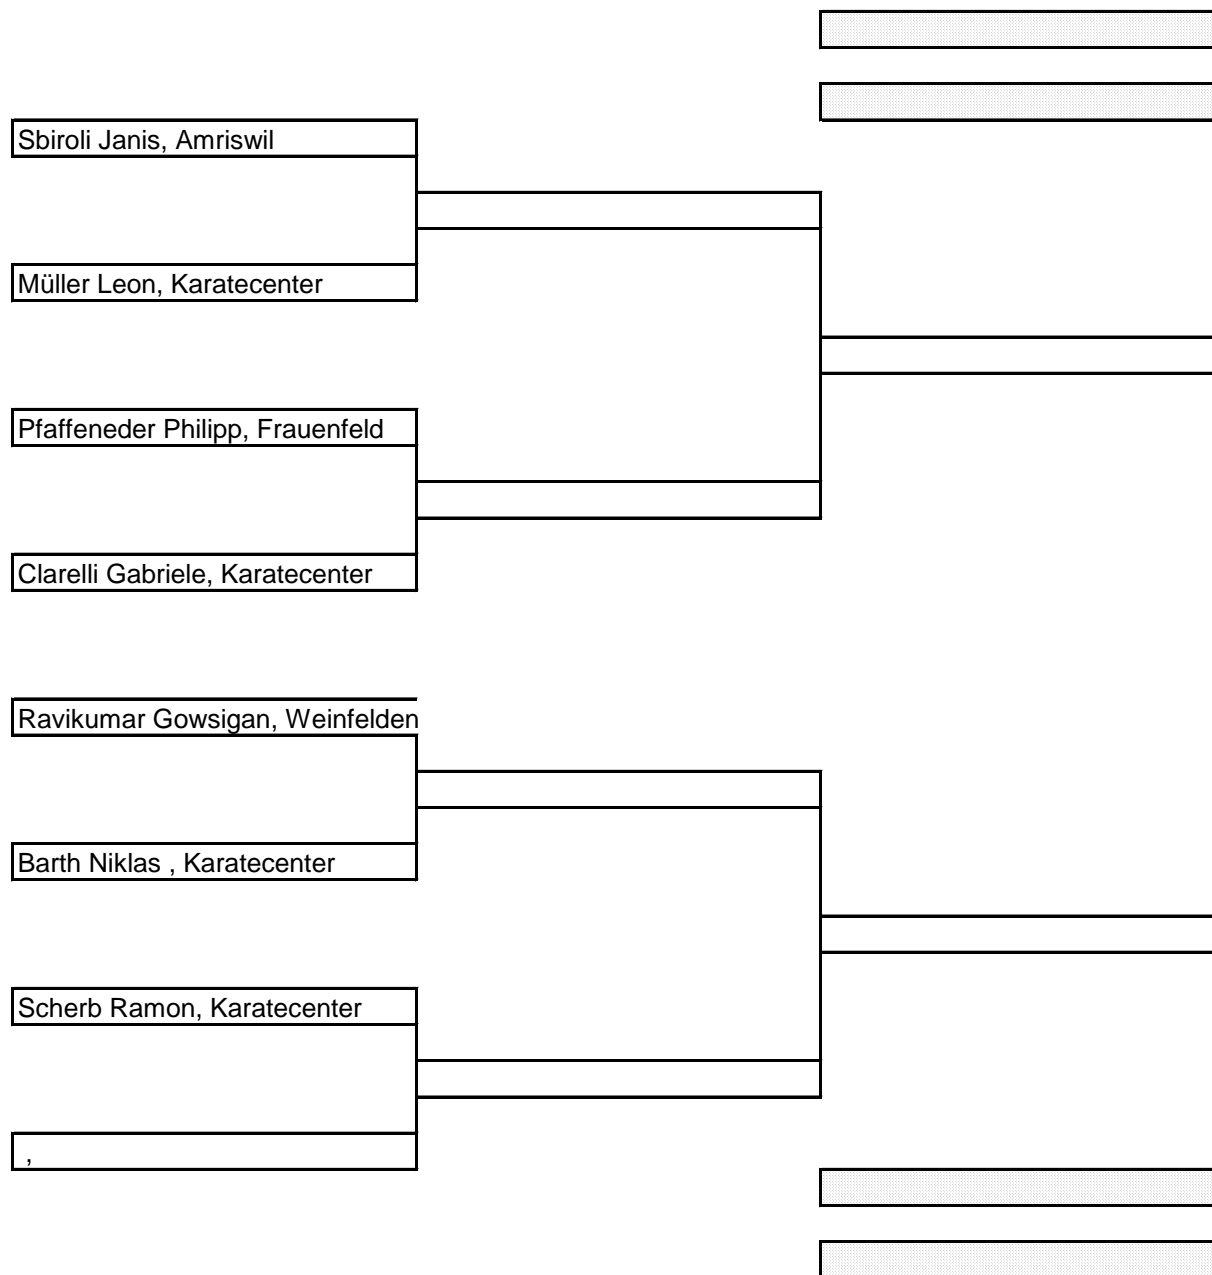 Sbiroli Janis, Amriswil
Müller Leon, Karatecenter
Pfaffeneder Philipp, Frauenfeld
Clarelli Gabriele, Karatecenter
Ravikumar Gowsigan, Weinfelden
Barth Niklas , Karatecenter
Scherb Ramon, Karatecenter
,